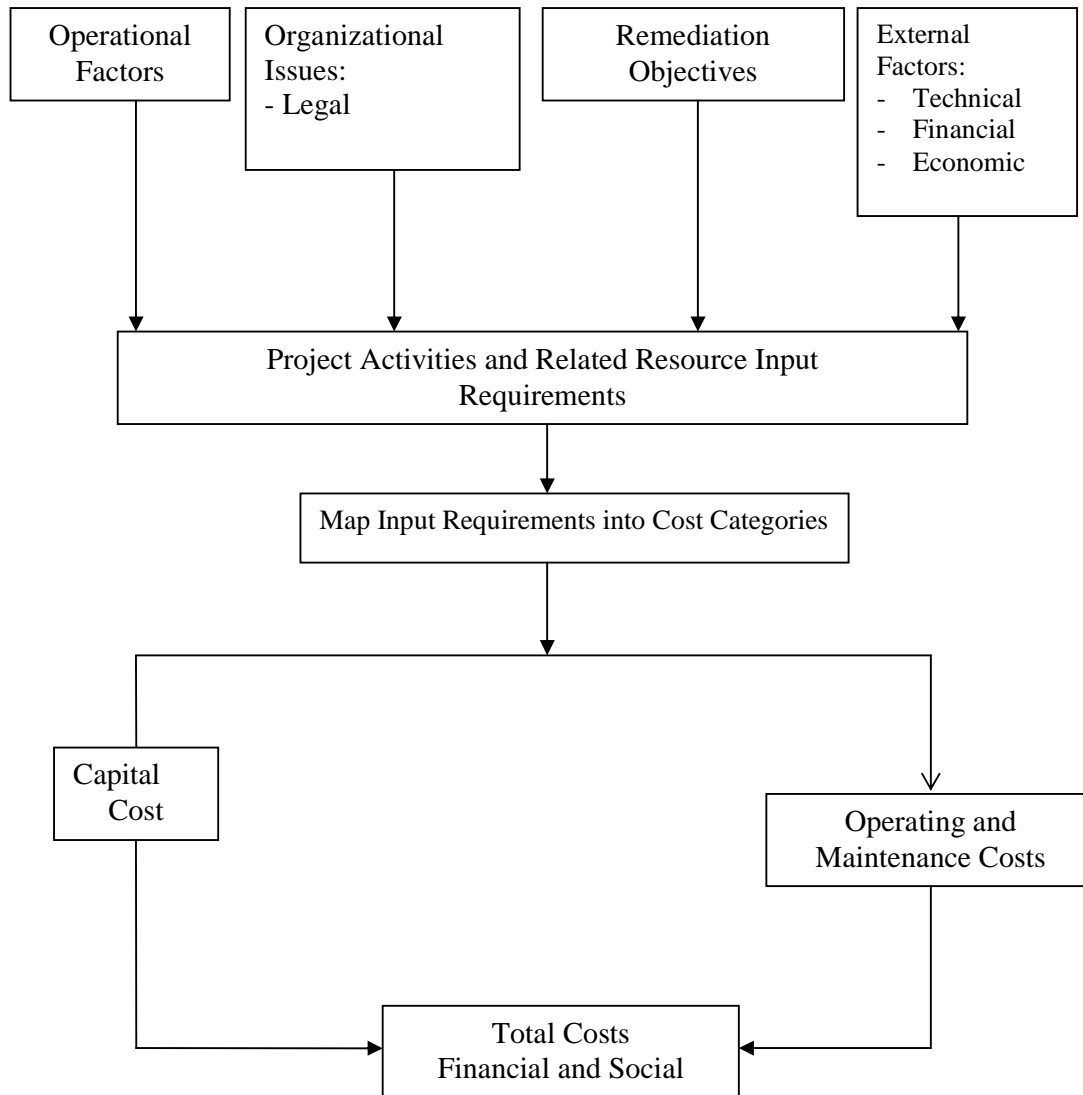 Operational
Factors
Organizational
Issues:
- Legal
Remediation
Objectives
External
Factors:
- Technical
- Financial
- Economic
Project Activities and Related Resource Input
Requirements
Map Input Requirements into Cost Categories
Capital
Cost
Operating and
Maintenance Costs
Total Costs
Financial and Social